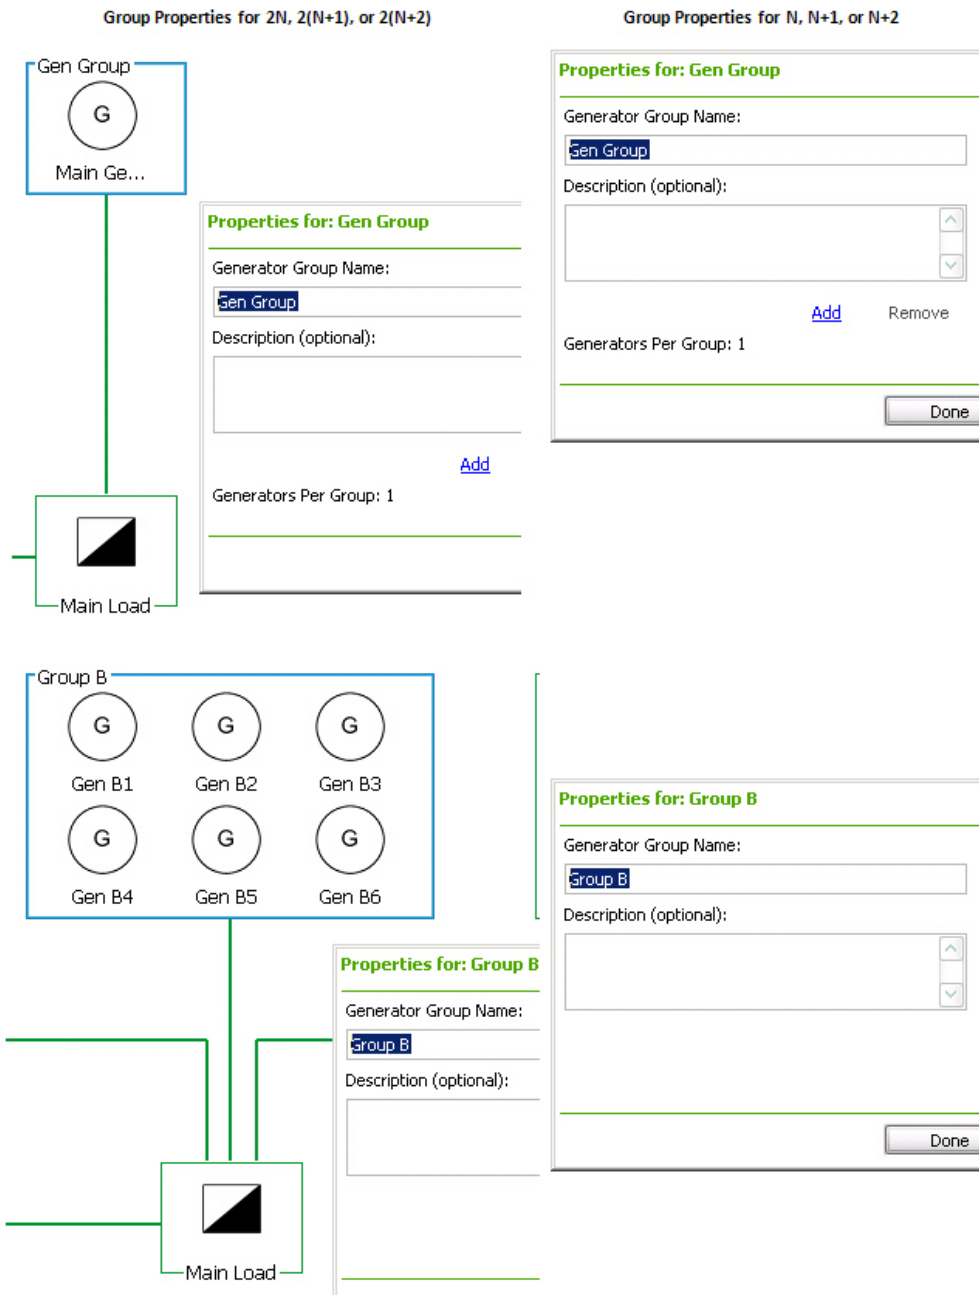 Group Properties for 2N, 2(N+1), or 2(N+2)
Group Properties for N, N+1, or N+2
Gen Group
G
Main Ge...
Properties for: Gen Group
Generator Group Name:
Gen Group
Description (optional):
Add
Generators Per Group: 1
Main Load
Properties for: Gen Group
Generator Group Name:
Gen Group
Description (optional):
Add Remove
Generators Per Group: 1
Done
Group B
G G G
Gen B1 Gen B2 Gen B3
G G G
Gen B4 Gen B5 Gen B6
Properties for: Group B
Generator Group Name:
Group B
Description (optional):
Main Load
Properties for: Group B
Generator Group Name:
Group B
Description (optional):
Done